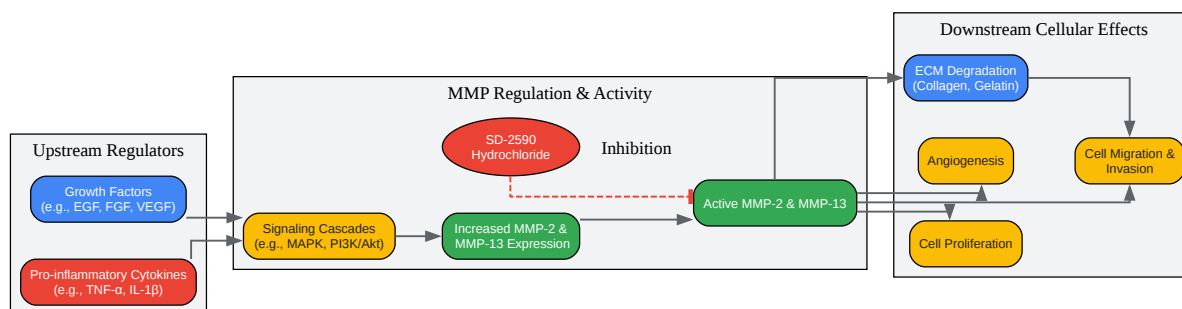 Upstream Regulators
Growth Factors
(e.g., EGF, FGF, VEGF)
Pro-inflammatory Cytokines
(e.g., TNF-α, IL-1β)
MMP Regulation & Activity
SD-2590
Hydrochloride
Inhibition
Signaling Cascades
(e.g., MAPK, PI3K/Akt)
Increased MMP-2 &
MMP-13 Expression
Active MMP-2 & MMP-13
Downstream Cellular Effects
ECM Degradation
(Collagen, Gelatin)
Angiogenesis
Cell Migration &
Invasion
Cell Proliferation